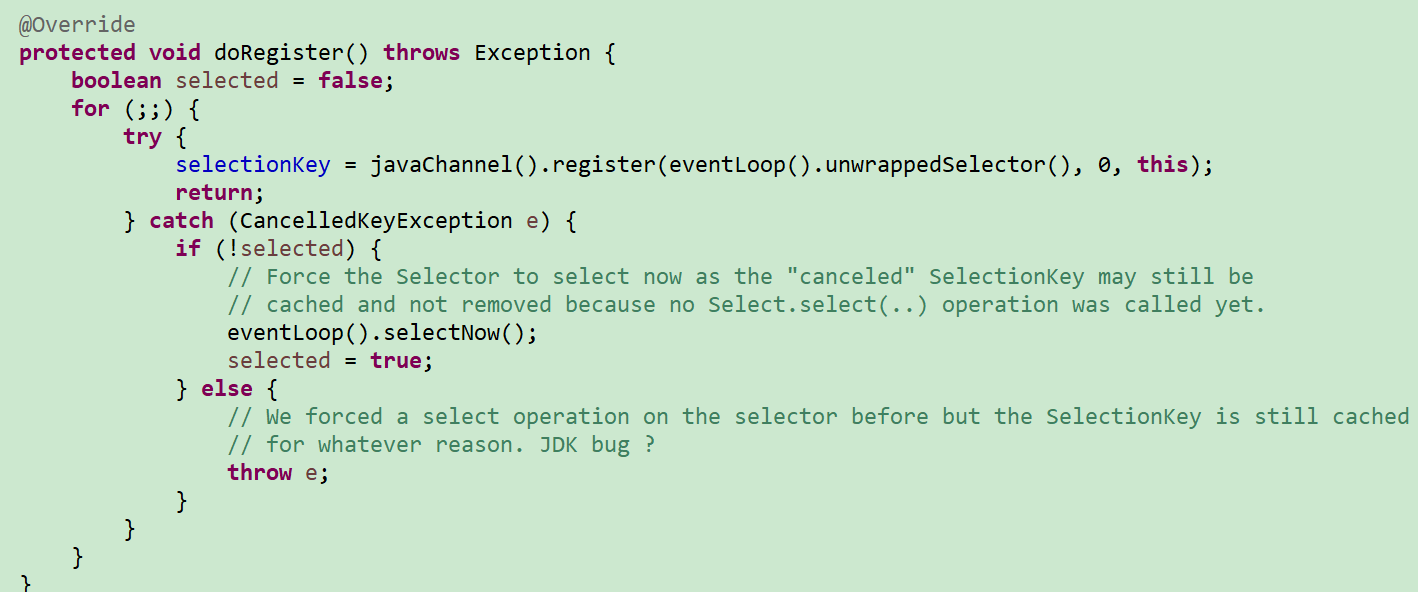 @Override
protected void doRegister() throws Exception {
    boolean selected = false;
    for (;;) {
        try {
            selectionKey = javaChannel().register(eventLoop().unwrappedSelector(), 0, this);
            return;
        } catch (CancelledKeyException e) {
            if (!selected) {
                // Force the Selector to select now as the "canceled" SelectionKey may still be
                // cached and not removed because no Select.select(..) operation was called yet.
                eventLoop().selectNow();
                selected = true;
            } else {
                // We forced a select operation on the selector before but the SelectionKey is still cached
                // for whatever reason. JDK bug ?
                throw e;
            }
        }
    }
}